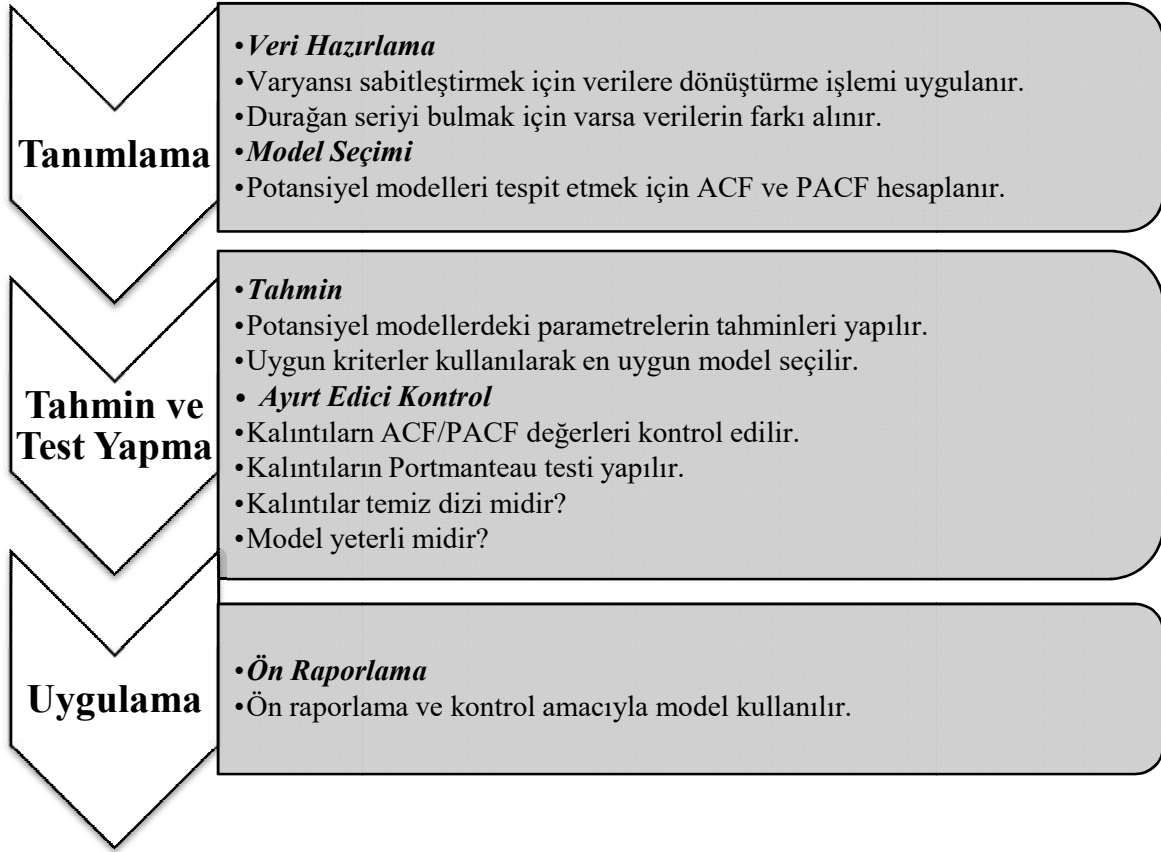 Tanımlama
•Veri Hazırlama
•Varyansı sabitleştirmek için verilere dönüştürme işlemi uygulanır.
•Durağan seriyi bulmak için varsa verilerin farkı alınır.
•Model Seçimi
•Potansiyel modelleri tespit etmek için ACF ve PACF hesaplanır.
Tahmin ve
Test Yapma
•Tahmin
•Potansiyel modellerdeki parametrelerin tahminleri yapılır.
•Uygun kriterler kullanılarak en uygun model seçilir.
• Ayırt Edici Kontrol
•Kalıntılarn ACF/PACF değerleri kontrol edilir.
•Kalıntıların Portmanteau testi yapılır.
•Kalıntılar temiz dizi midir?
•Model yeterli midir?
Uygulama
•Ön Raporlama
•Ön raporlama ve kontrol amacıyla model kullanılır.